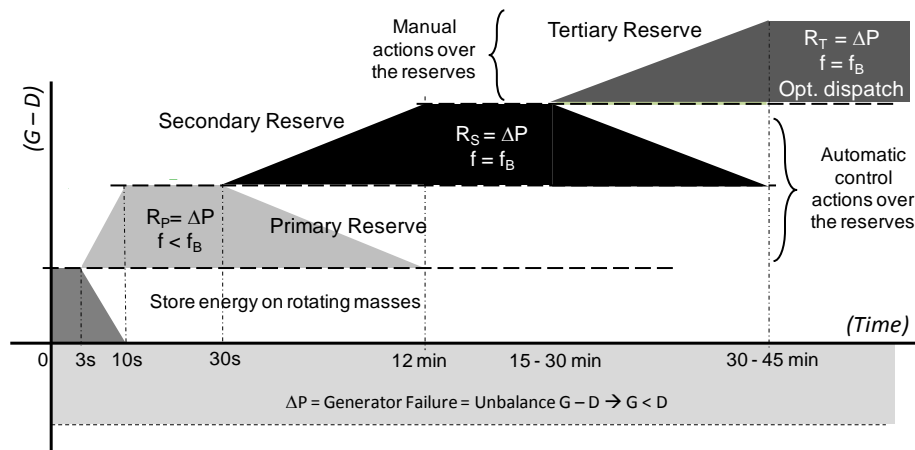 Manual
actions over
the reserves
Tertiary Reserve
R_T = ΔP
f = f_B
Opt. dispatch
(G – D)
Secondary Reserve
R_S = ΔP
f = f_B
Automatic
control
actions over
the reserves
R_P= ΔP
f < f_B
Primary Reserve
Store energy on rotating masses
(Time)
0
3s
10s
30s
12 min
15 - 30 min
30 - 45 min
ΔP = Generator Failure = Unbalance G – D → G < D